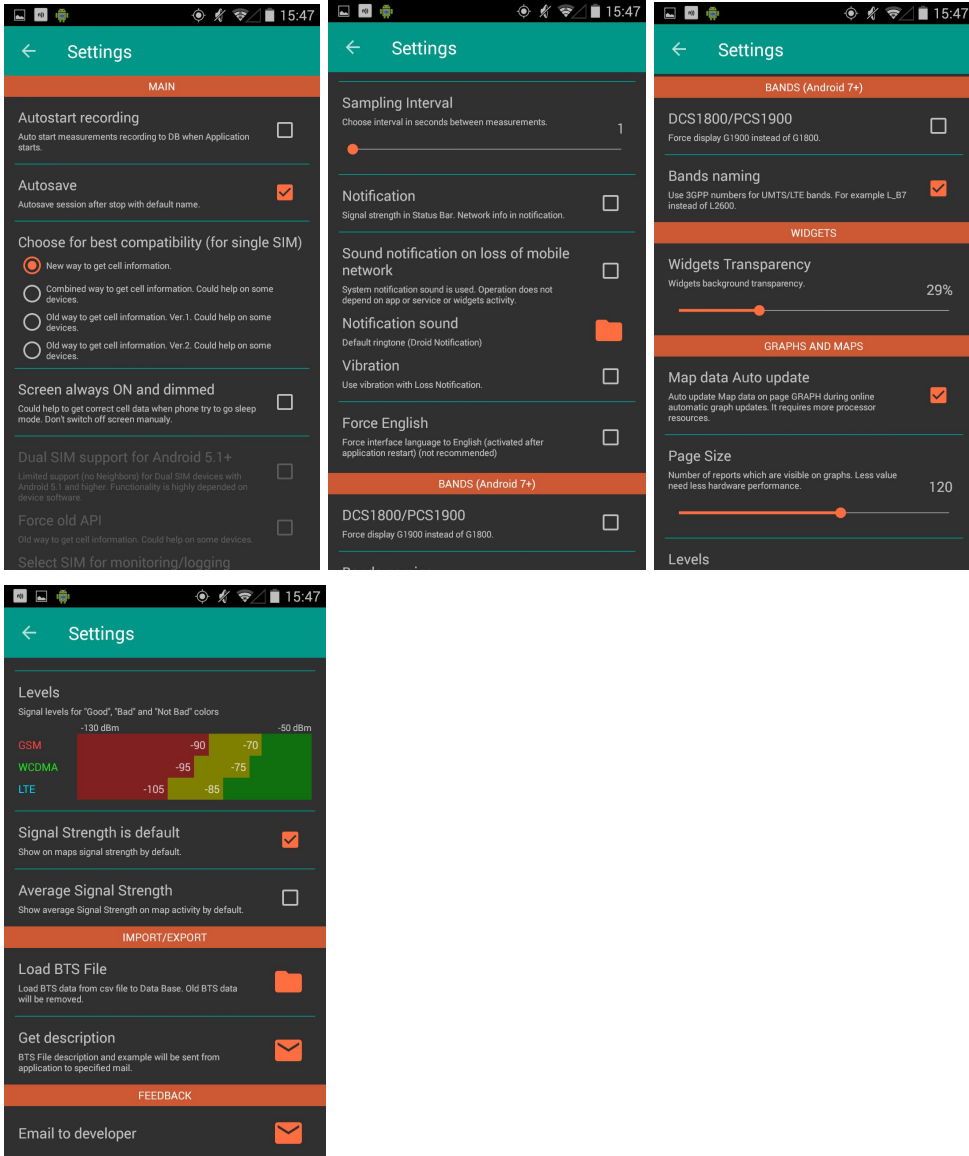 15:47
Settings
MAIN
Autostart recording
Auto start measurements recording to DB when Application
starts.
Autosave
Autosave session after stop with default name.
Choose for best compatibility (for single SIM)
New way to get cell information.
Combined way to get cell information. Could help on some
devices.
Old way to get cell information. Ver.1. Could help on some
devices.
Old way to get cell information. Ver.2. Could help on some
devices.
Screen always ON and dimmed
Could help to get correct cell data when phone try to go sleep
mode. Don't switch off screen manualy.
Dual SIM support for Android 5.1+
Limited support (no Neighbors) for Dual SIM devices with
Android 5.1 and higher. Functionality is highly depended on
device software.
Force old API
Old way to get cell information. Could help on some devices.
Select SIM for monitoring/logging
15:47
Settings
Sampling Interval
Choose interval in seconds between measurements.
1
Notification
Signal strength in Status Bar. Network info in notification.
Sound notification on loss of mobile
network
System notification sound is used. Operation does not
depend on app or service or widgets activity.
Notification sound
Default ringtone (Droid Notification)
Vibration
Use vibration with Loss Notification.
Force English
Force interface language to English (activated after
application restart) (not recommended)
BANDS (Android 7+)
DCS1800/PCS1900
Force display G1900 instead of G1800.
15:47
Settings
BANDS (Android 7+)
DCS1800/PCS1900
Force display G1900 instead of G1800.
Bands naming
Use 3GPP numbers for UMTS/LTE bands. For example L_B7
instead of L2600.
WIDGETS
Widgets Transparency
Widgets background transparency.
29%
GRAPHS AND MAPS
Map data Auto update
Auto update Map data on page GRAPH during online
automatic graph updates. It requires more processor
resources.
Page Size
Number of reports which are visible on graphs. Less value
need less hardware performance.
120
Levels
15:47
Settings
Levels
Signal levels for "Good", "Bad" and "Not Bad" colors
-130 dBm -50 dBm
GSM -90 -70
WCDMA -95 -75
LTE -105 -85
Signal Strength is default
Show on maps signal strength by default.
Average Signal Strength
Show average Signal Strength on map activity by default.
IMPORT/EXPORT
Load BTS File
Load BTS data from csv file to Data Base. Old BTS data
will be removed.
Get description
BTS File description and example will be sent from
application to specified mail.
FEEDBACK
Email to developer